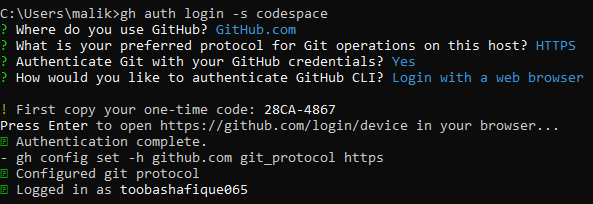 C:\Users\malik>gh auth login -s codespace
? Where do you use GitHub? GitHub.com
? What is your preferred protocol for Git operations on this host? HTTPS
? Authenticate Git with your GitHub credentials? Yes
? How would you like to authenticate GitHub CLI? Login with a web browser
! First copy your one-time code: 28CA-4867
Press Enter to open https://github.com/login/device in your browser...
Authentication complete.
- gh config set -h github.com git_protocol https
Configured git protocol
Logged in as toobashafique065